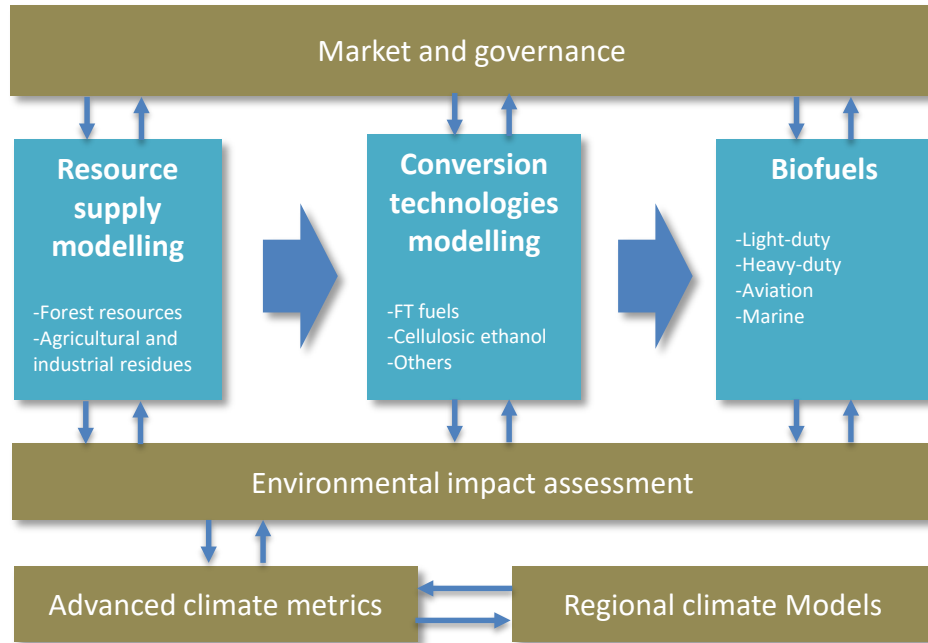 Market and governance
Resource
supply
modelling
-Forest resources
-Agricultural and
industrial residues
Conversion
technologies
modelling
-FT fuels
-Cellulosic ethanol
-Others
Biofuels
-Light-duty
-Heavy-duty
-Aviation
-Marine
Environmental impact assessment
Advanced climate metrics
Regional climate Models